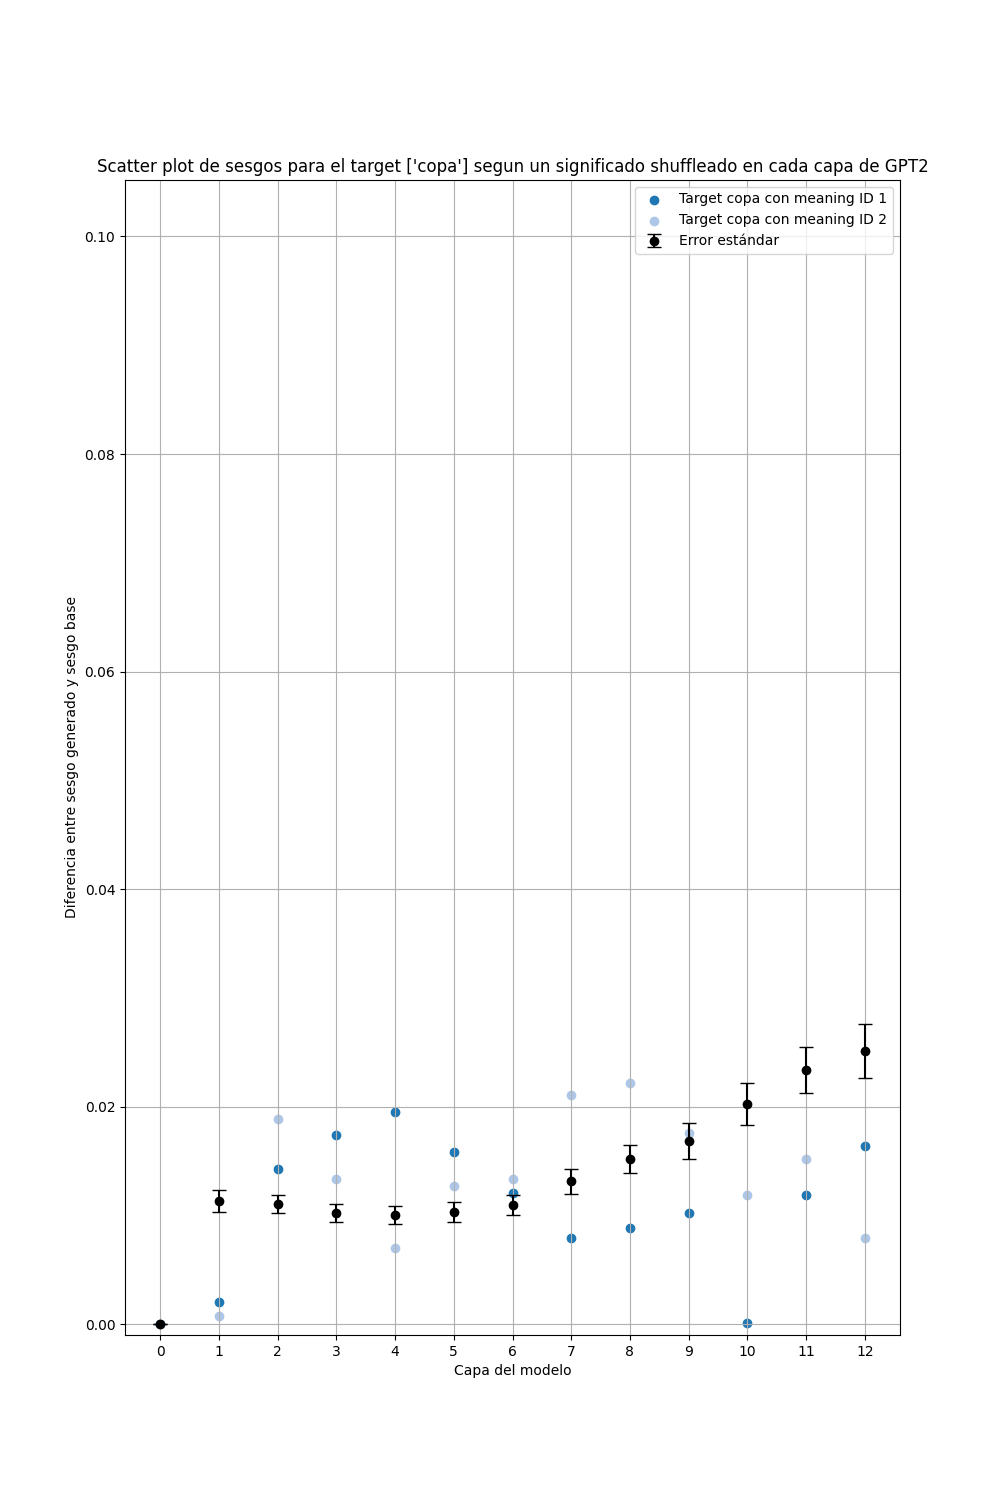 Scatter plot de sesgos para el target ['copa'] segun un significado shuffleado en cada capa de GPT2
Target copa con meaning ID 1
Target copa con meaning ID 2
Error estándar
Diferencia entre sesgo generado y sesgo base
0.10
0.08
0.06
0.04
0.02
0.00
0 1 2 3 4 5 6 7 8 9 10 11 12
Capa del modelo